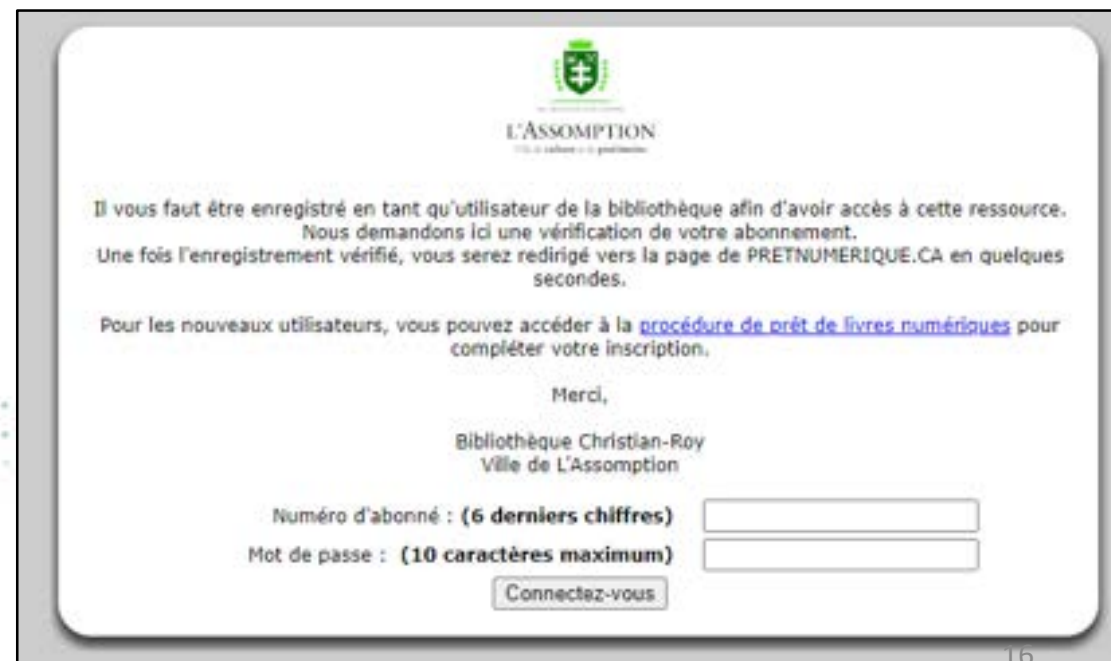 L'ASSOMPTION
Il vous faut être enregistré en tant qu'utilisateur de la bibliothèque afin d'avoir accès à cette ressource.
Nous demandons ici une vérification de votre abonnement.
Une fois l'enregistrement vérifié, vous serez redirigé vers la page de PRETNUMERIQUE.CA en quelques
secondes.
Pour les nouveaux utilisateurs, vous pouvez accéder à la procédure de prêt de livres numériques pour
compléter votre inscription.
Merci,
Bibliothèque Christian-Roy
Ville de L'Assomption
Numéro d'abonné : (6 derniers chiffres)
Mot de passe : (10 caractères maximum)
Connectez-vous
16